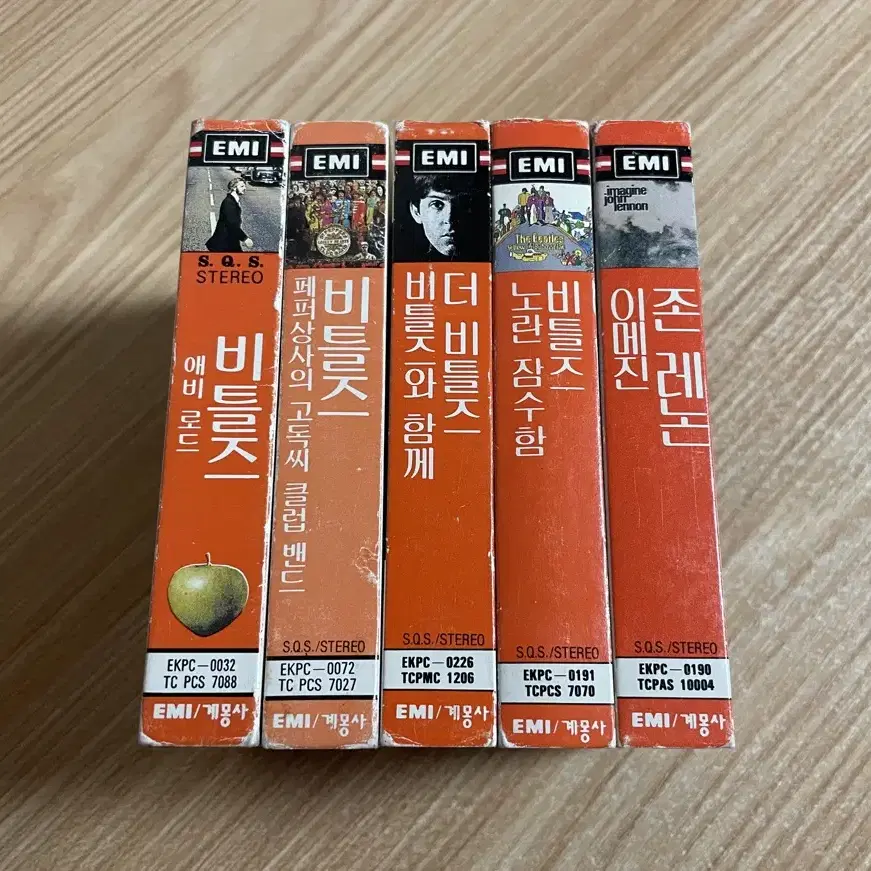 EMI
S.Q.S.
STEREO
비틀즈
애비 로드
EKPC-0032
TC PCS 7088
EMI/계몽사
EMI
비틀즈
페퍼상사의 고독씨 클럽 밴드
S.Q.S./STEREO
EKPC-0072
TC PCS 7027
EMI/계몽사
EMI
더 비틀즈
비틀즈와 함께
S.Q.S./STEREO
EKPC-0226
TCPMC 1206
EMI/계몽사
EMI
The Beatles
비틀즈
노란 잠수함
S.Q.S./STEREO
EKPC-0191
TCPCS 7070
EMI/계몽사
EMI
imagine
john
lennon
존 레논
이메진
S.Q.S./STEREO
EKPC-0190
TCPAS 10004
EMI/계몽사